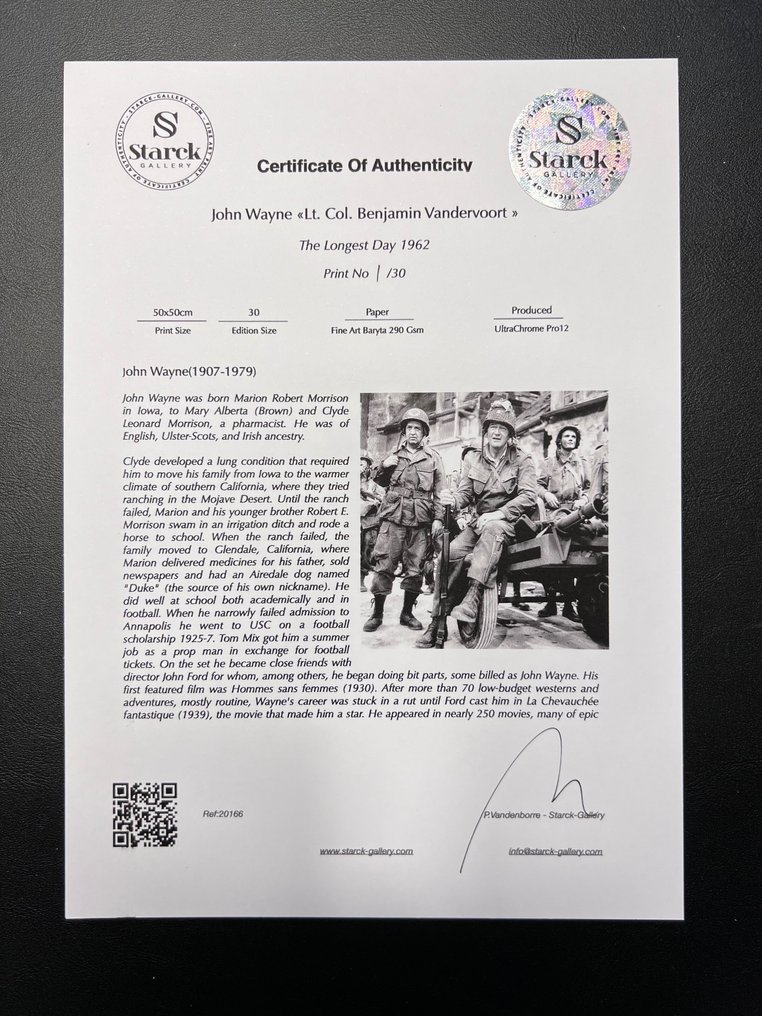 STARCK-GALLERY.COM
CERTIFICATE OF AUTHENTICITY
S
Starck
GALLERY
STARCK-GALLERY.COM
CERTIFICATE OF AUTHENTICITY
S
Starck
GALLERY
Certificate Of Authenticity
John Wayne «Lt. Col. Benjamin Vandervoort »
The Longest Day 1962
Print No | /30
50x50cm 30 Paper Produced
Print Size Edition Size Fine Art Baryta 290 Gsm UltraChrome Pro12
John Wayne(1907-1979)
John Wayne was born Marion Robert Morrison
in Iowa, to Mary Alberta (Brown) and Clyde
Leonard Morrison, a pharmacist. He was of
English, Ulster-Scots, and Irish ancestry.
Clyde developed a lung condition that required
him to move his family from Iowa to the warmer
climate of southern California, where they tried
ranching in the Mojave Desert. Until the ranch
failed, Marion and his younger brother Robert E.
Morrison swam in an irrigation ditch and rode a
horse to school. When the ranch failed, the
family moved to Glendale, California, where
Marion delivered medicines for his father, sold
newspapers and had an Airedale dog named
"Duke" (the source of his own nickname). He
did well at school both academically and in
football. When he narrowly failed admission to
Annapolis he went to USC on a football
scholarship 1925-7. Tom Mix got him a summer
job as a prop man in exchange for football
tickets. On the set he became close friends with
director John Ford for whom, among others, he began doing bit parts, some billed as John Wayne. His
first featured film was Hommes sans femmes (1930). After more than 70 low-budget westerns and
adventures, mostly routine, Wayne's career was stuck in a rut until Ford cast him in La Chevauchée
fantastique (1939), the movie that made him a star. He appeared in nearly 250 movies, many of epic
Ref:20166
P.Vandenborre - Starck-Gallery
www.starck-gallery.com
info@starck-gallery.com